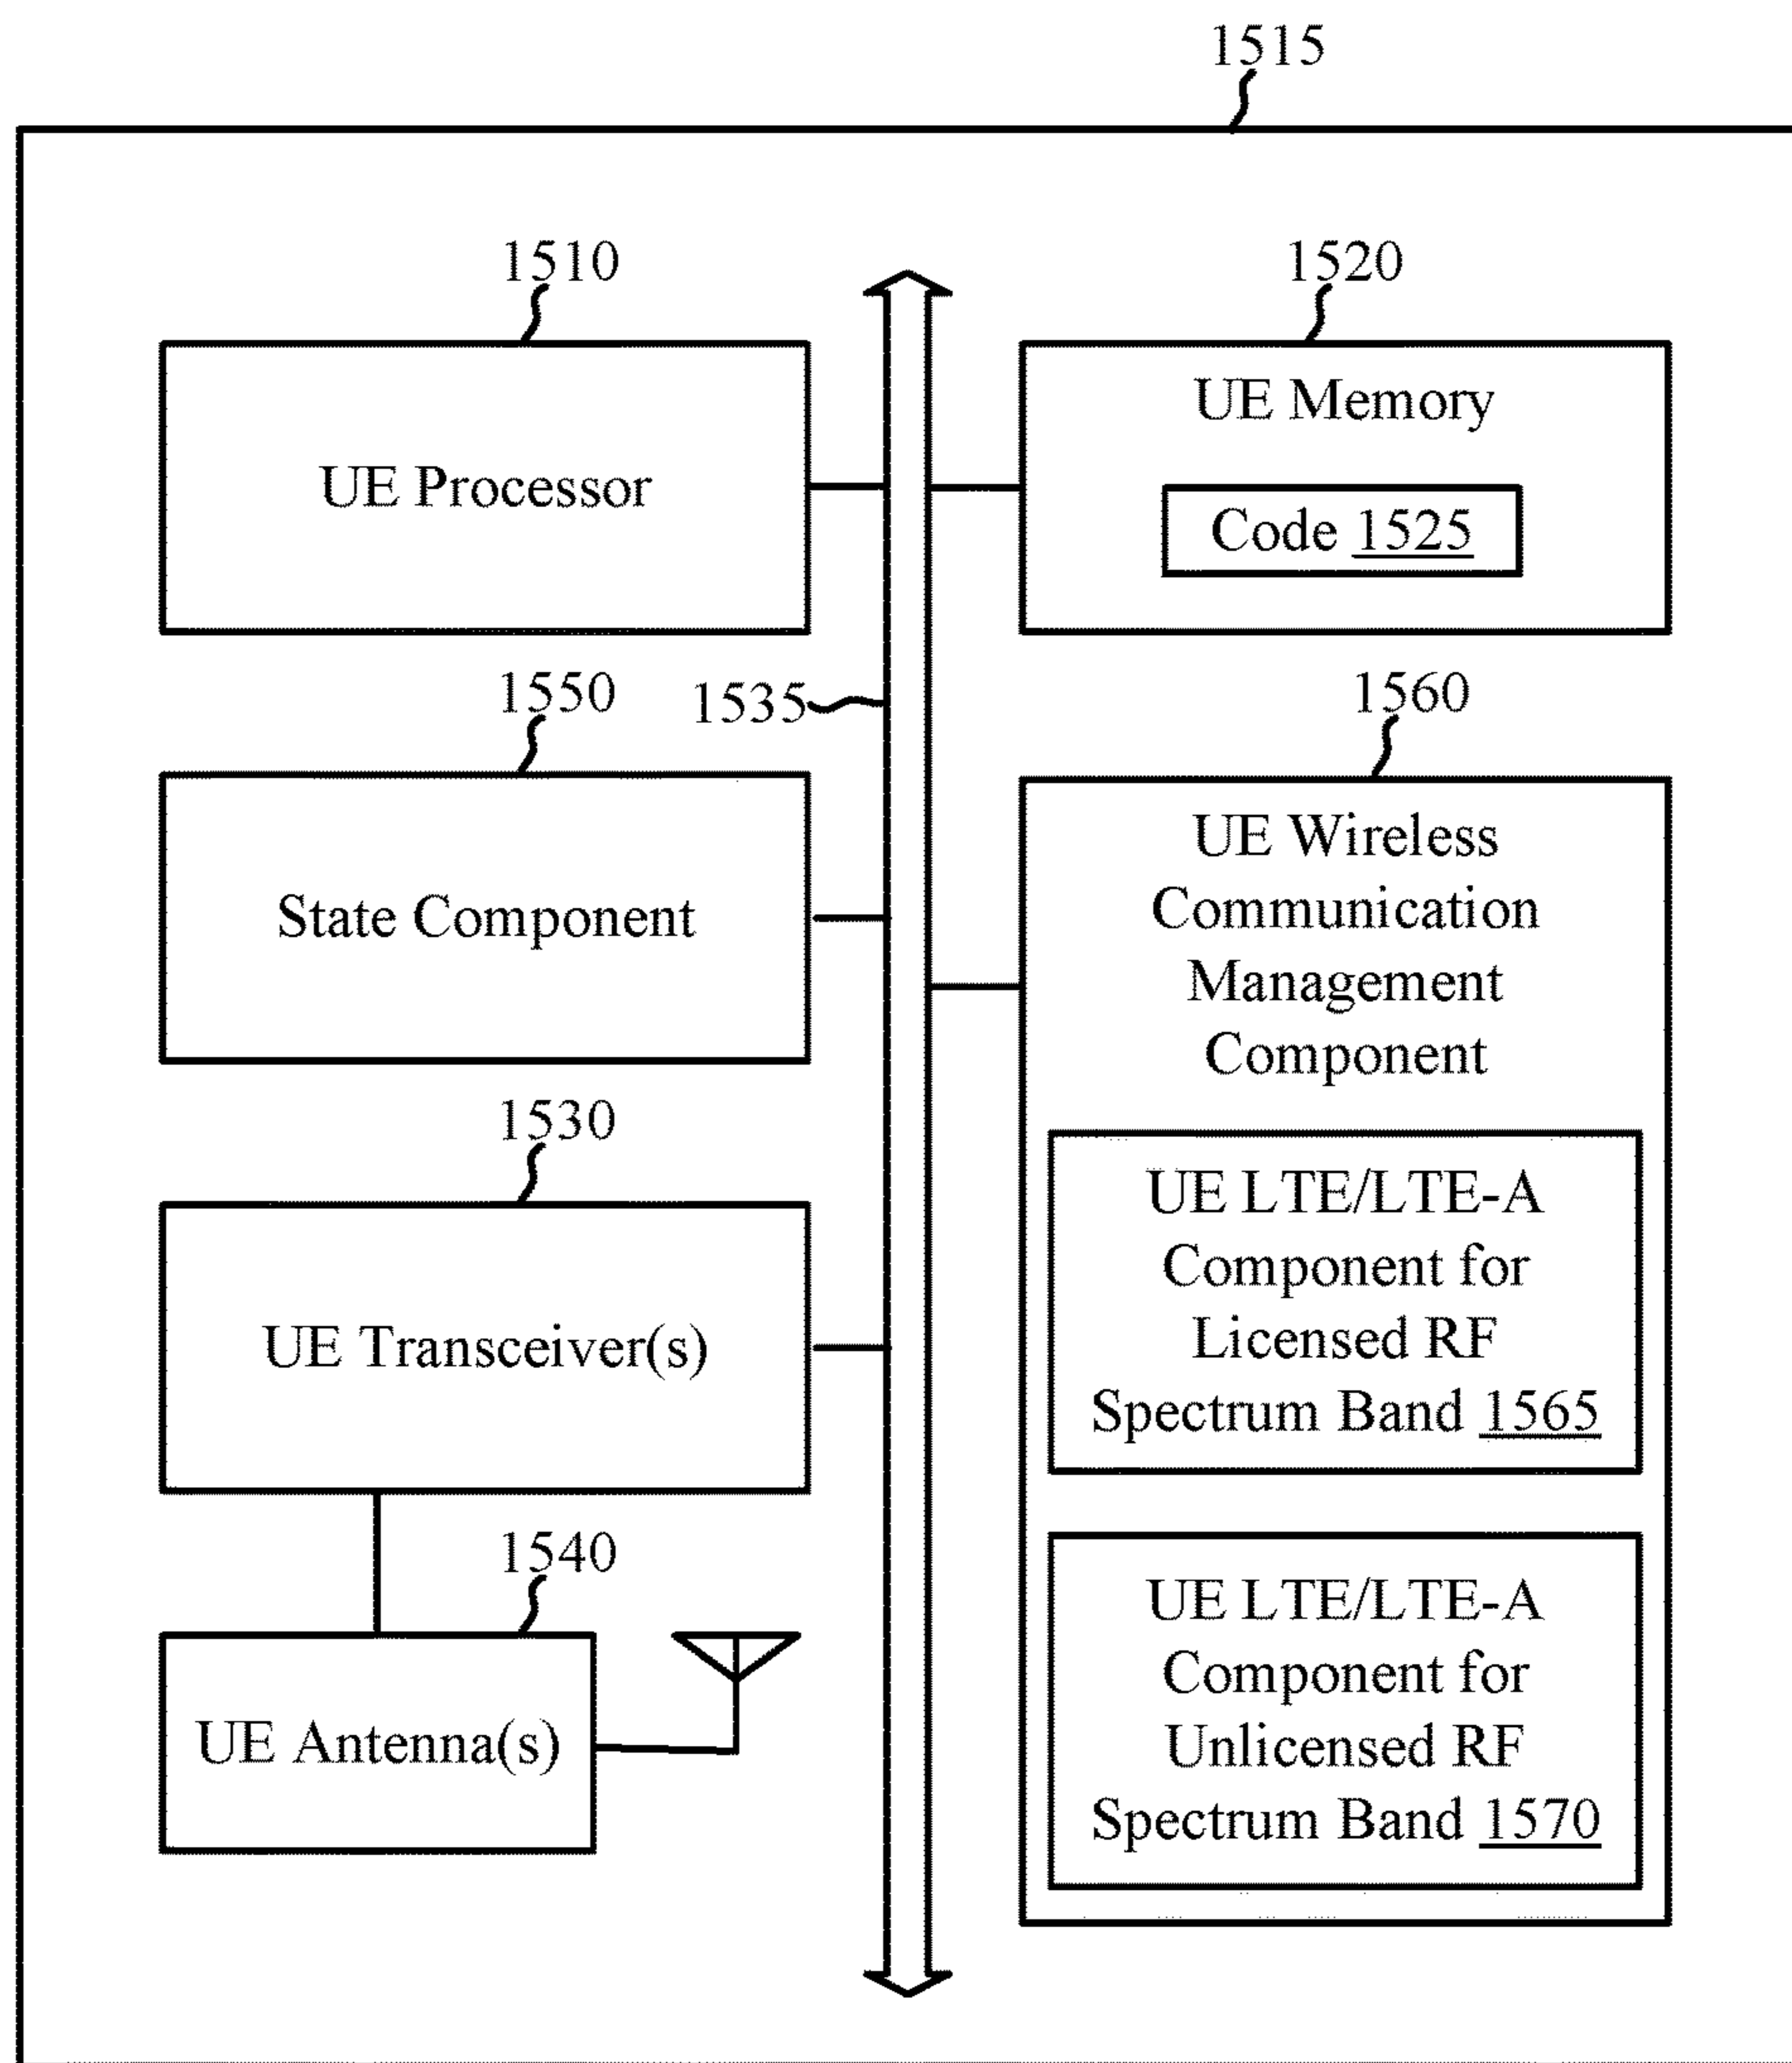 1515
1510
UE Processor
1520
UE Memory
Code 1525
1550
State Component
1535
1560
UE Wireless
Communication
Management
Component
UE LTE/LTE-A
Component for
Licensed RF
Spectrum Band 1565
UE LTE/LTE-A
Component for
Unlicensed RF
Spectrum Band 1570
1530
UE Transceiver(s)
1540
UE Antenna(s)